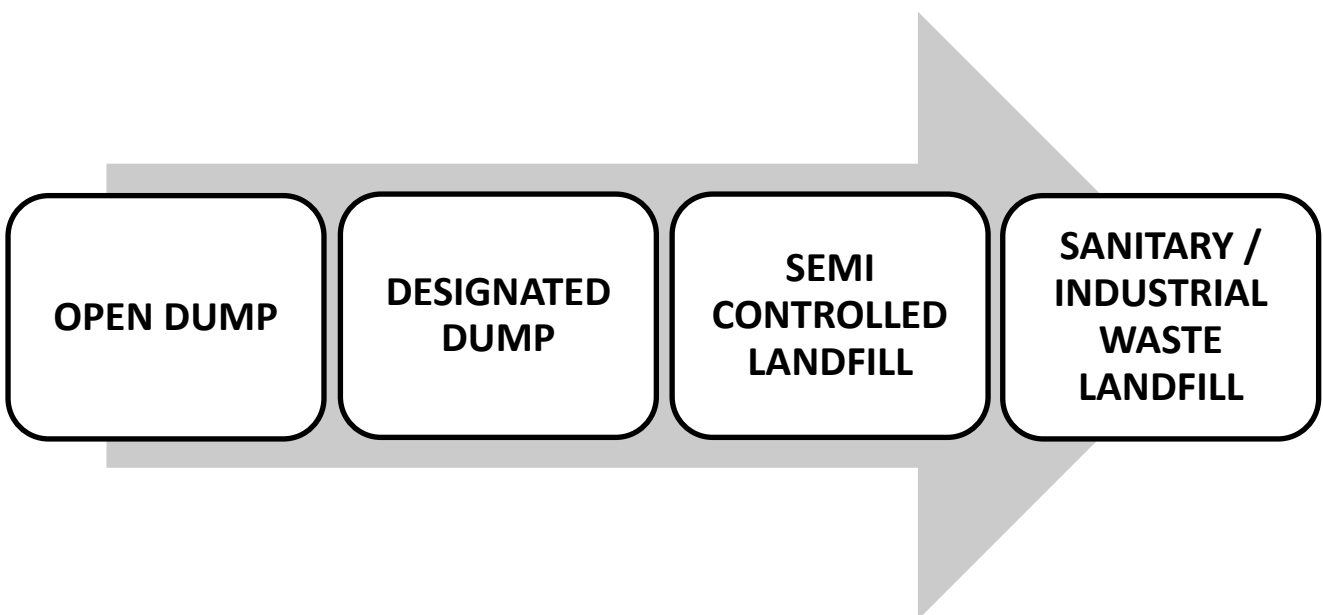 OPEN DUMP
DESIGNATED
DUMP
SEMI
CONTROLLED
LANDFILL
SANITARY /
INDUSTRIAL
WASTE
LANDFILL